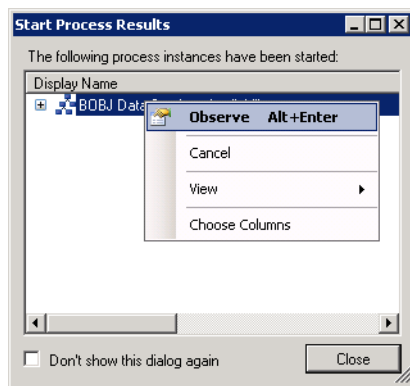 Start Process Results
The following process instances have been started:
Display Name
BOBJ Data
Observe Alt+Enter
Cancel
View
Choose Columns
Don't show this dialog again
Close